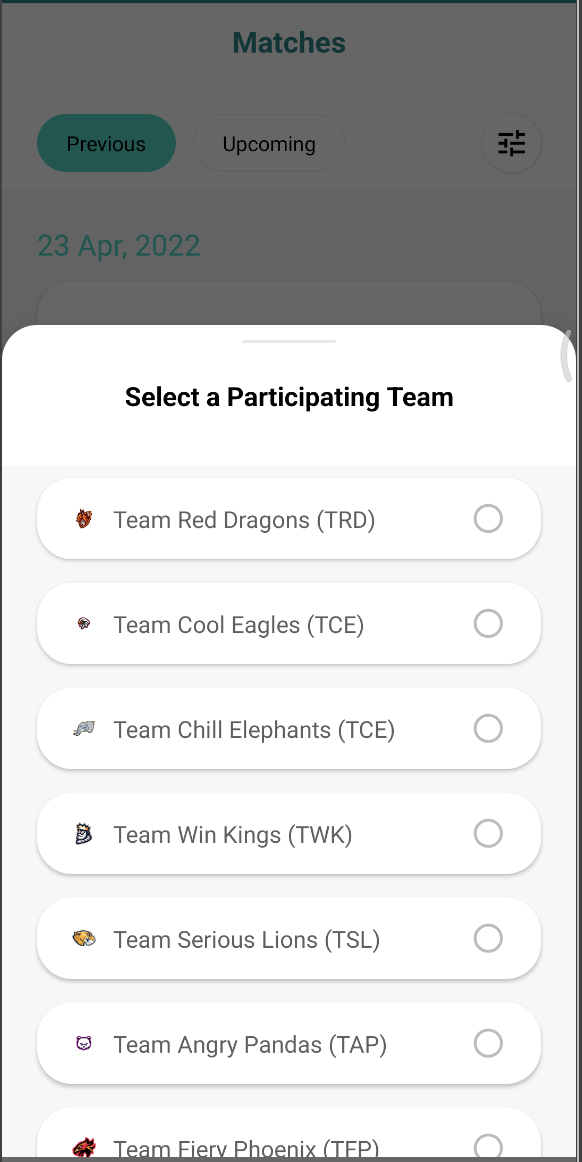 Matches
Previous
Upcoming
23 Apr, 2022
Select a Participating Team
Team Red Dragons (TRD)
Team Cool Eagles (TCE)
Team Chill Elephants (TCE)
Team Win Kings (TWK)
Team Serious Lions (TSL)
Team Angry Pandas (TAP)
Team Fiery Phoenix (TFP)